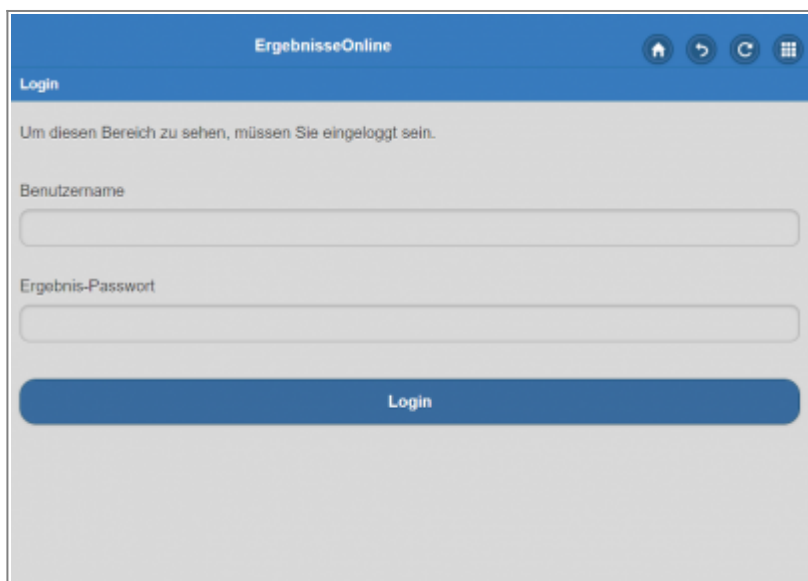 ErgebnisseOnline
Login
Um diesen Bereich zu sehen, müssen Sie eingeloggt sein.
Benutzername
Ergebnis-Passwort
Login